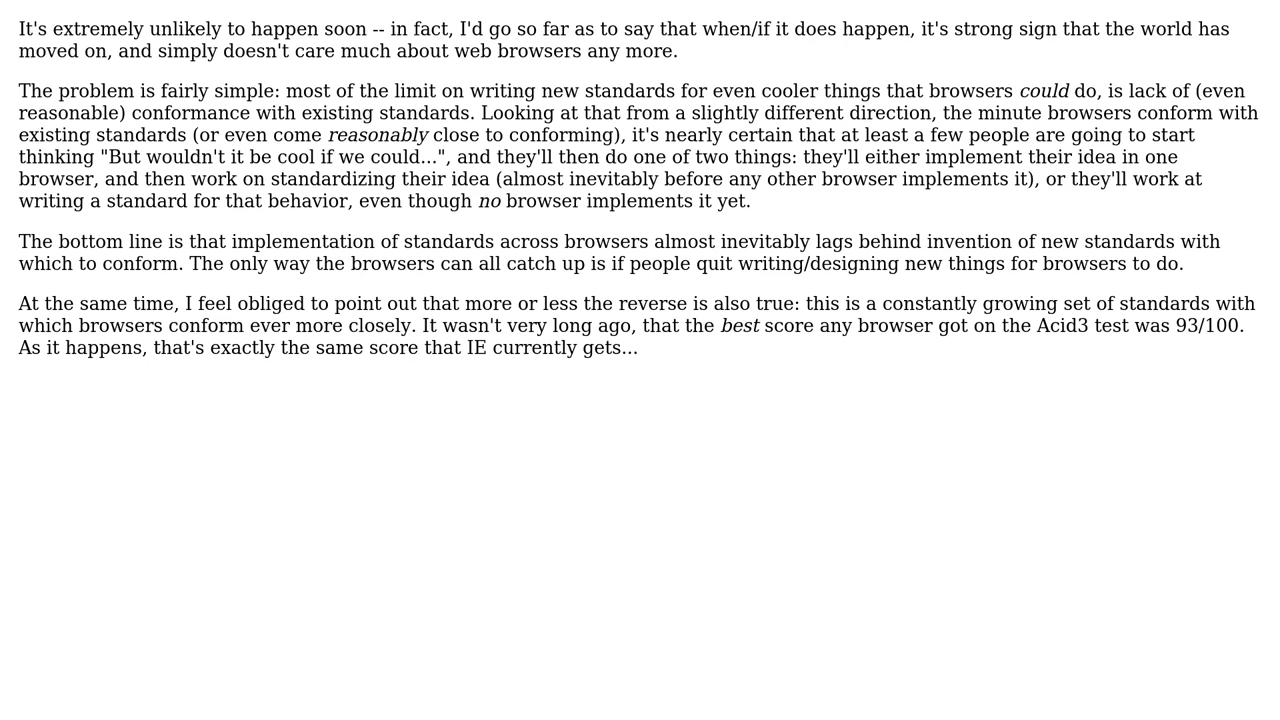 It's extremely unlikely to happen soon -- in fact, I'd go so far as to say that when/if it does happen, it's strong sign that the world has
moved on, and simply doesn't care much about web browsers any more.
The problem is fairly simple: most of the limit on writing new standards for even cooler things that browsers could do, is lack of (even
reasonable) conformance with existing standards. Looking at that from a slightly different direction, the minute browsers conform with
existing standards (or even come reasonably close to conforming), it's nearly certain that at least a few people are going to start
thinking "But wouldn't it be cool if we could...", and they'll then do one of two things: they'll either implement their idea in one
browser, and then work on standardizing their idea (almost inevitably before any other browser implements it), or they'll work at
writing a standard for that behavior, even though no browser implements it yet.
The bottom line is that implementation of standards across browsers almost inevitably lags behind invention of new standards with
which to conform. The only way the browsers can all catch up is if people quit writing/designing new things for browsers to do.
At the same time, I feel obliged to point out that more or less the reverse is also true: this is a constantly growing set of standards with
which browsers conform ever more closely. It wasn't very long ago, that the best score any browser got on the Acid3 test was 93/100.
As it happens, that's exactly the same score that IE currently gets...